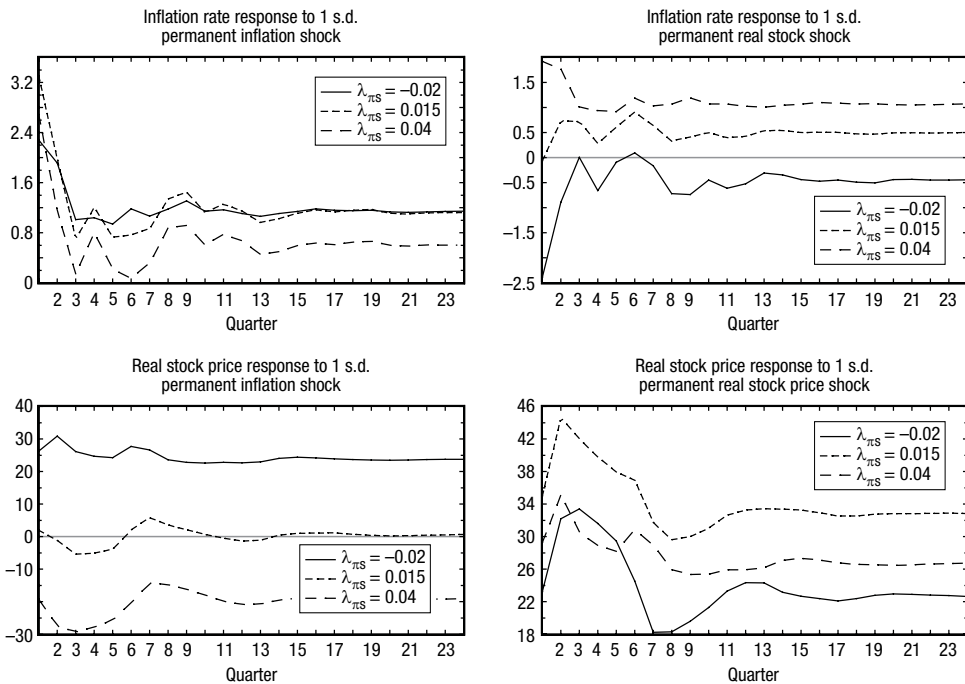 Inflation rate response to 1 s.d.
permanent inflation shock
3.2
2.4
1.6
0.8
0
λπS = –0.02
λπS = 0.015
λπS = 0.04
2 3 4 5 6 7 8 9 11 13 15 17 19 21 23
Quarter
Inflation rate response to 1 s.d.
permanent real stock shock
1.5
0.5
0
–0.5
–1.5
–2.5
λπS = –0.02
λπS = 0.015
λπS = 0.04
2 3 4 5 6 7 8 9 11 13 15 17 19 21 23
Quarter
Real stock price response to 1 s.d.
permanent inflation shock
40
30
20
10
0
–10
–30
λπS = –0.02
λπS = 0.015
λπS = 0.04
2 3 4 5 6 7 8 9 11 13 15 17 19 21 23
Quarter
Real stock price response to 1 s.d.
permanent real stock price shock
46
42
38
34
30
26
22
18
λπS = –0.02
λπS = 0.015
λπS = 0.04
2 3 4 5 6 7 8 9 11 13 15 17 19 21 23
Quarter